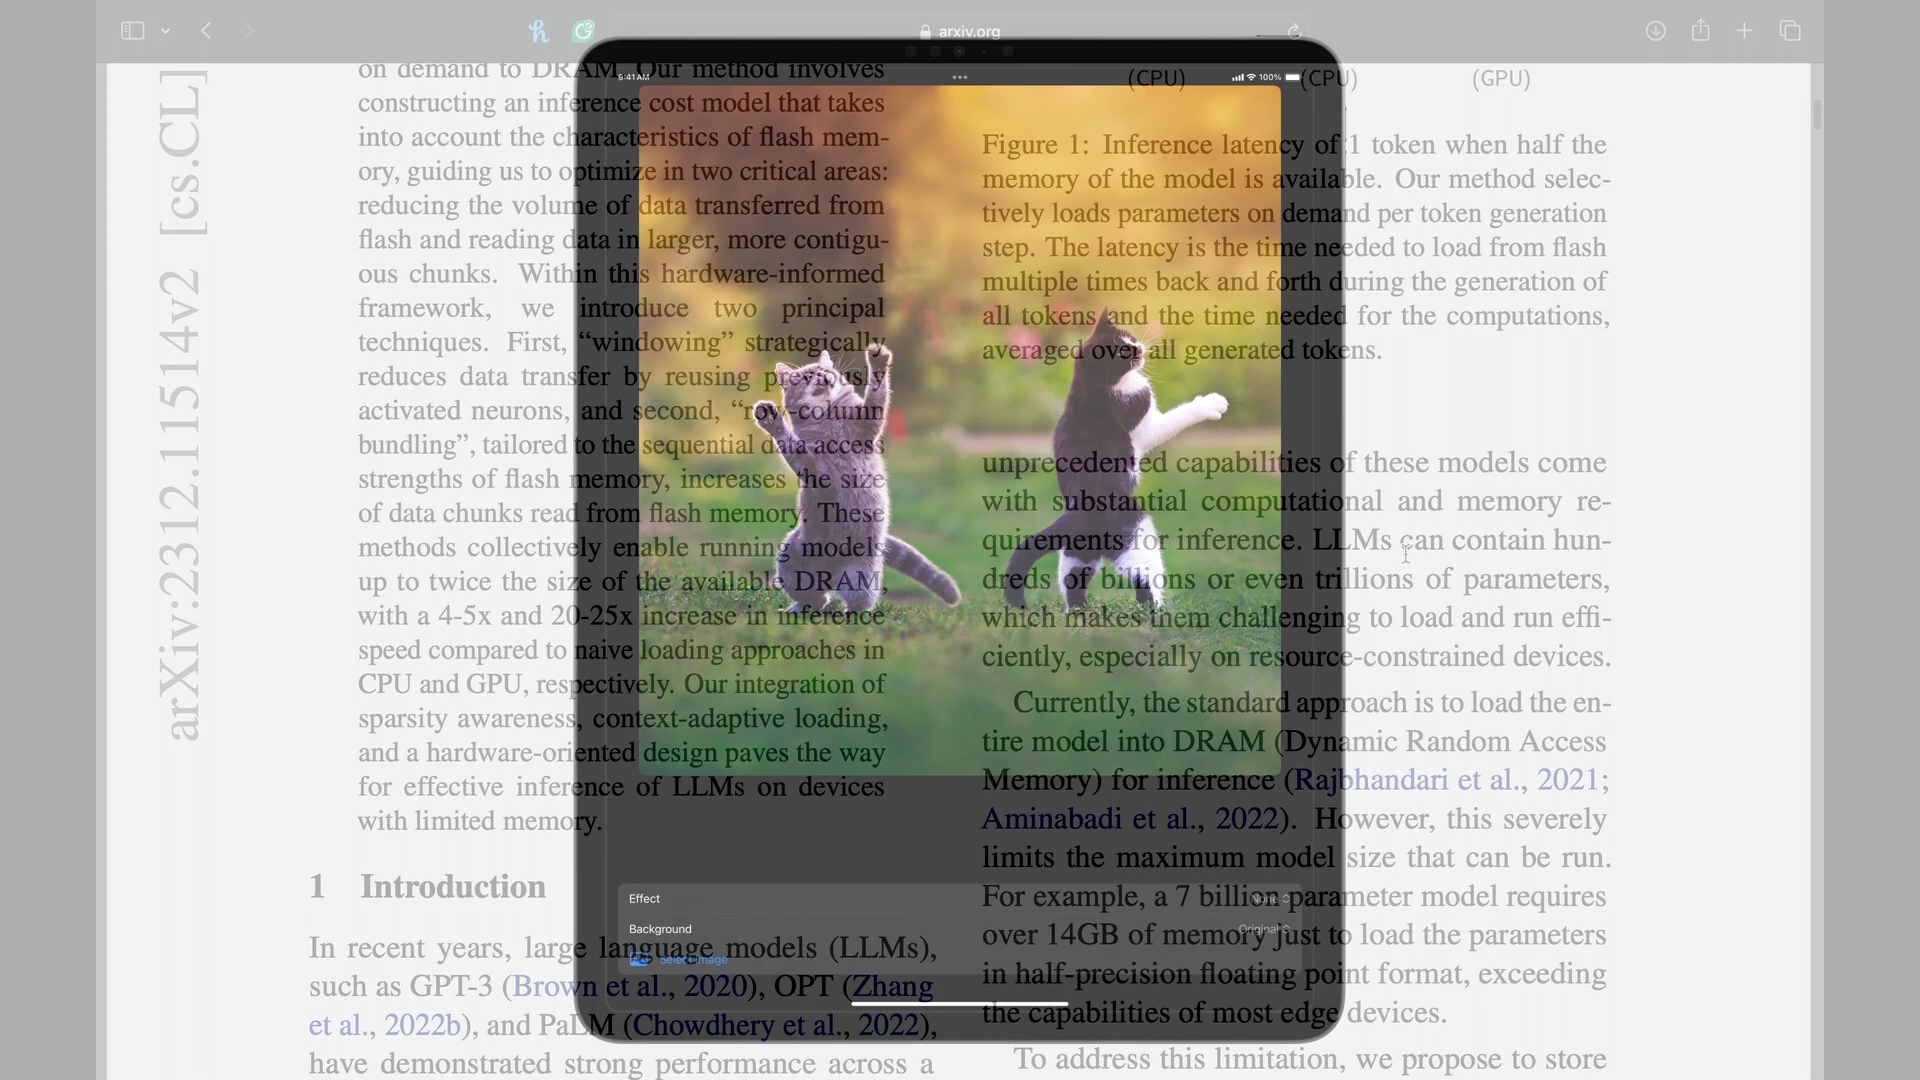 arxiv.org
9:41 AM
100%
arXiv:2312.11514v2 [cs.CL]
on demand to DRAM. Our method involves
constructing an inference cost model that takes
into account the characteristics of flash mem-
ory, guiding us to optimize in two critical areas:
reducing the volume of data transferred from
flash and reading data in larger, more contigu-
ous chunks. Within this hardware-informed
framework, we introduce two principal
techniques. First, “windowing” strategically
reduces data transfer by reusing previously
activated neurons, and second, “row-column
bundling”, tailored to the sequential data access
strengths of flash memory, increases the size
of data chunks read from flash memory. These
methods collectively enable running models
up to twice the size of the available DRAM,
with a 4-5x and 20-25x increase in inference
speed compared to naive loading approaches in
CPU and GPU, respectively. Our integration of
sparsity awareness, context-adaptive loading,
and a hardware-oriented design paves the way
for effective inference of LLMs on devices
with limited memory.
1 Introduction
In recent years, large language models (LLMs),
such as GPT-3 (Brown et al., 2020), OPT (Zhang
et al., 2022b), and PaLM (Chowdhery et al., 2022),
have demonstrated strong performance across a
(CPU) (CPU) (GPU)
Figure 1: Inference latency of 1 token when half the
memory of the model is available. Our method selec-
tively loads parameters on demand per token generation
step. The latency is the time needed to load from flash
multiple times back and forth during the generation of
all tokens and the time needed for the computations,
averaged over all generated tokens.
unprecedented capabilities of these models come
with substantial computational and memory re-
quirements for inference. LLMs can contain hun-
dreds of billions or even trillions of parameters,
which makes them challenging to load and run effi-
ciently, especially on resource-constrained devices.
Currently, the standard approach is to load the en-
tire model into DRAM (Dynamic Random Access
Memory) for inference (Rajbhandari et al., 2021;
Aminabadi et al., 2022). However, this severely
limits the maximum model size that can be run.
For example, a 7 billion parameter model requires
over 14GB of memory just to load the parameters
in half-precision floating point format, exceeding
the capabilities of most edge devices.
To address this limitation, we propose to store
Effect None
Background Original
Select Image